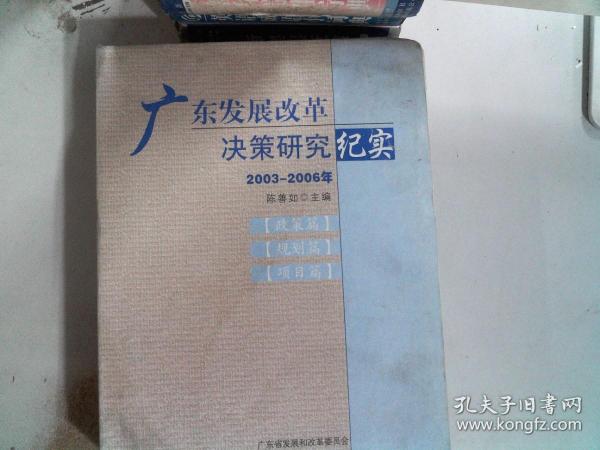 广东发展改革
决策研究纪实
2003-2006年
陈善如◎主编
【政策篇】
【规划篇】
【项目篇】
广东省发展和改革委员会
孔夫子旧书网
www.kongfz.com